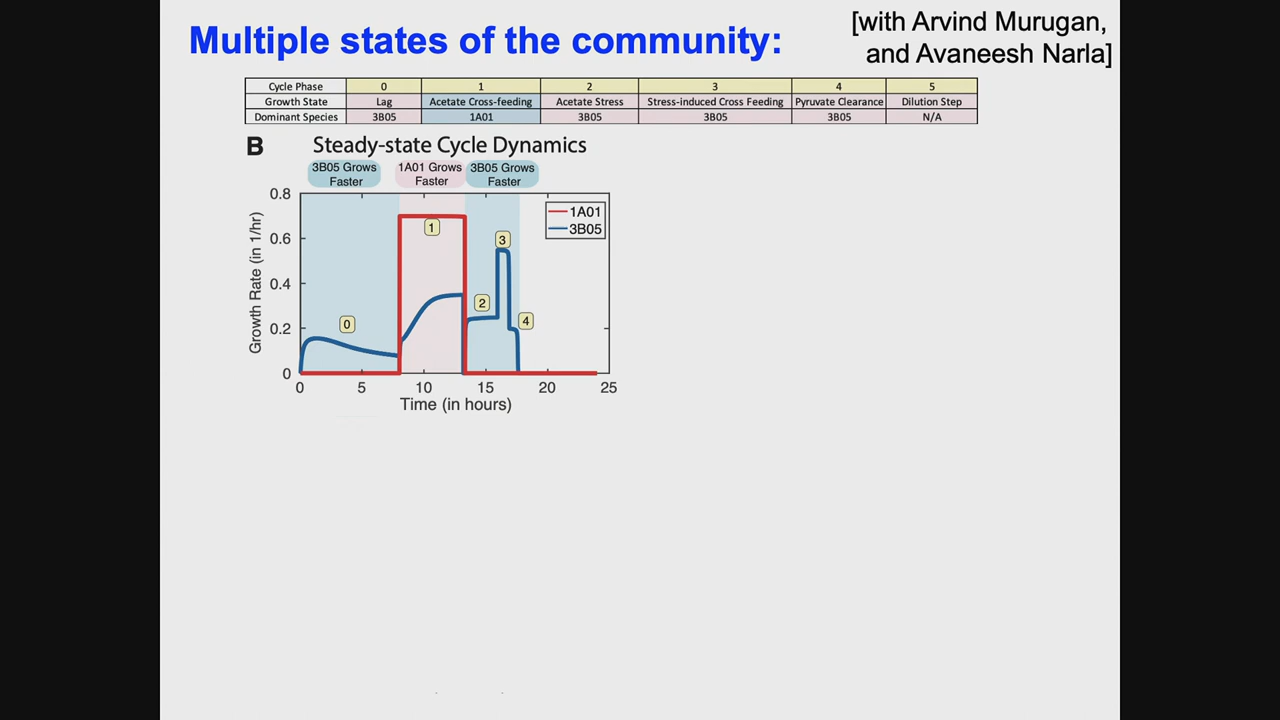 Multiple states of the community:
[with Arvind Murugan,
and Avaneesh Narla]
Cycle Phase 0 1 2 3 4 5
Growth State Lag Acetate Cross-feeding Acetate Stress Stress-induced Cross Feeding Pyruvate Clearance Dilution Step
Dominant Species 3B05 1A01 3B05 3B05 3B05 N/A
B Steady-state Cycle Dynamics
3B05 Grows Faster
1A01 Grows Faster
3B05 Grows Faster
0.8
0.6
0.4
0.2
0
Growth Rate (in 1/hr)
1A01
3B05
0
1
2
3
4
0 5 10 15 20 25
Time (in hours)